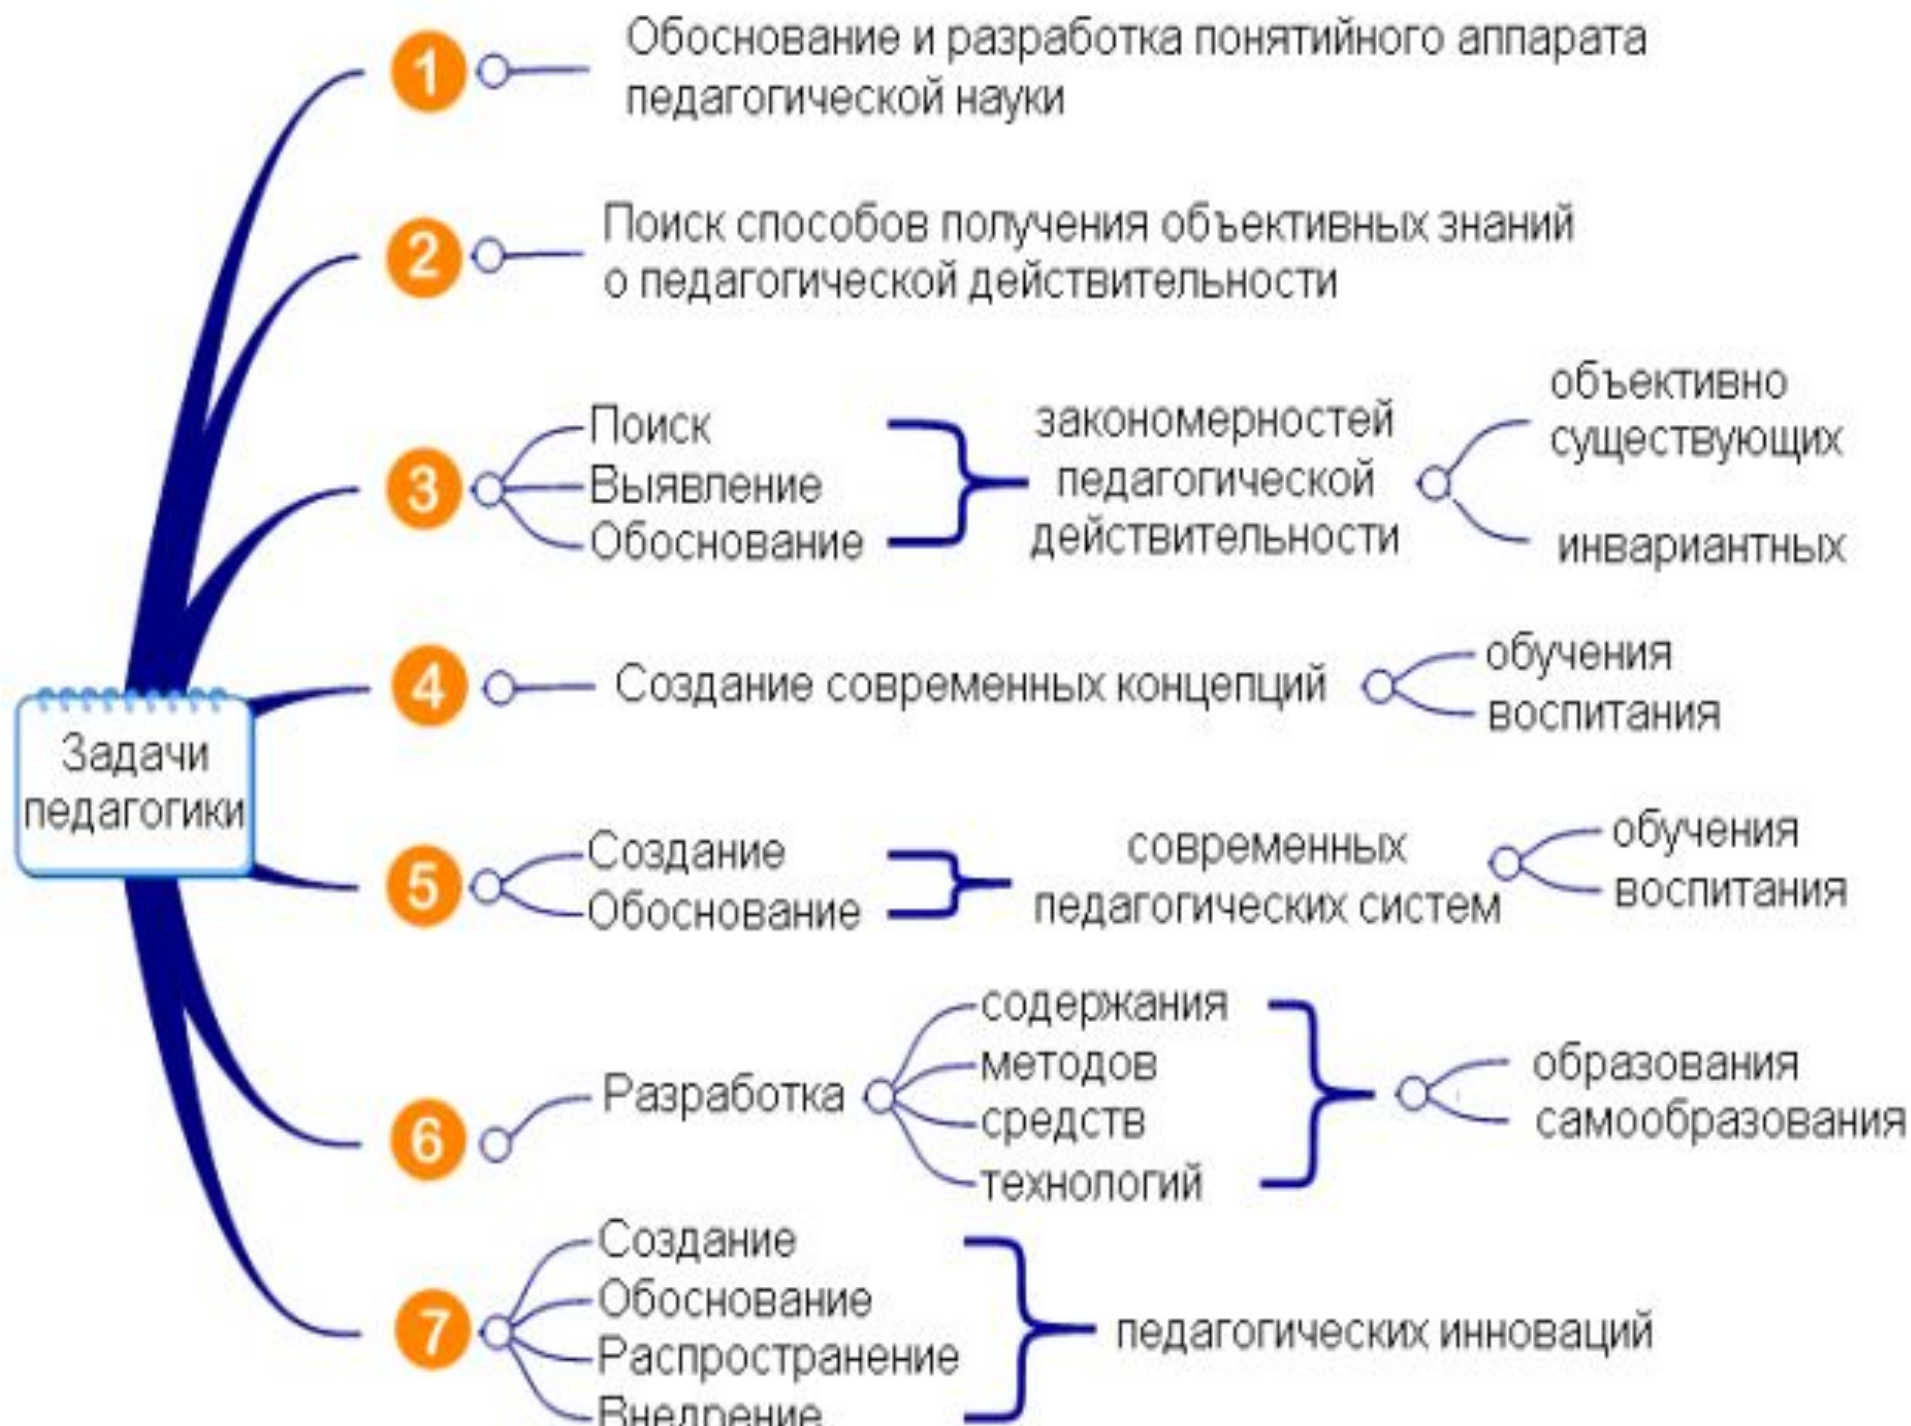 Задачи
педагогики
1
Обоснование и разработка понятийного аппарата
педагогической науки
2
Поиск способов получения объективных знаний
о педагогической действительности
3
Поиск
Выявление
Обоснование
закономерностей
педагогической
действительности
объективно
существующих
инвариантных
4
Создание современных концепций
обучения
воспитания
5
Создание
Обоснование
современных
педагогических систем
обучения
воспитания
6
Разработка
содержания
методов
средств
технологий
образования
самообразования
7
Создание
Обоснование
Распространение
Внедрение
педагогических инноваций